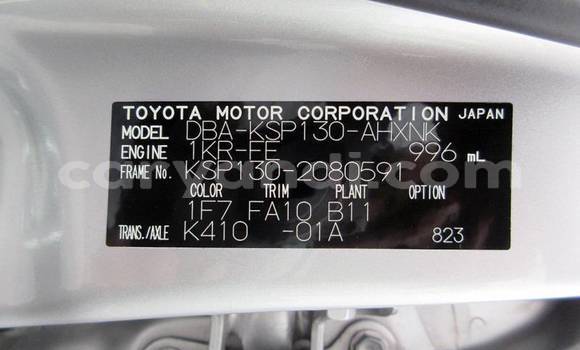 TOYOTA MOTOR CORPORATION JAPAN
MODEL DBA-KSP130-AHXNK
ENGINE 1KR-FE 996 mL
FRAME No. KSP130-2080591
COLOR TRIM PLANT OPTION
1F7 FA10 B11
TRANS./AXLE K410 -01A 823